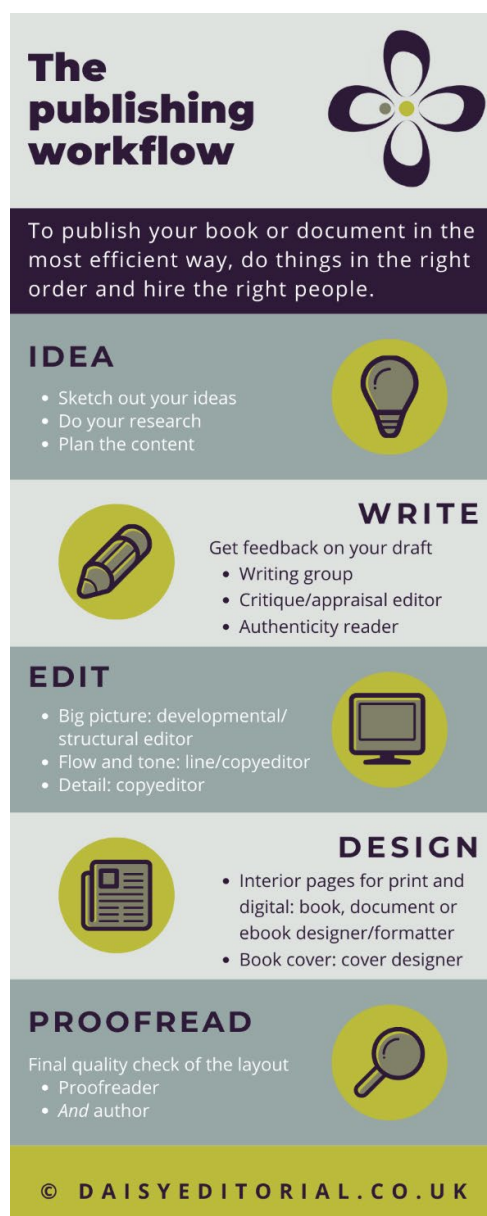 The
publishing
workflow
To publish your book or document in the
most efficient way, do things in the right
order and hire the right people.
IDEA
• Sketch out your ideas
• Do your research
• Plan the content
WRITE
Get feedback on your draft
• Writing group
• Critique/appraisal editor
• Authenticity reader
EDIT
• Big picture: developmental/
structural editor
• Flow and tone: line/copyeditor
• Detail: copyeditor
DESIGN
• Interior pages for print and
digital: book, document or
ebook designer/formatter
• Book cover: cover designer
PROOFREAD
Final quality check of the layout
• Proofreader
• And author
© DAISYEDITORIAL.CO.UK